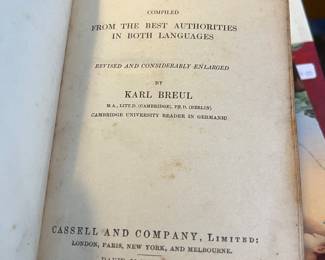 COMPILED
FROM THE BEST AUTHORITIES
IN BOTH LANGUAGES
REVISED AND CONSIDERABLY ENLARGED
BY
KARL BREUL
M.A., LITT.D. (CAMBRIDGE), PH.D. (BERLIN)
CAMBRIDGE UNIVERSITY READER IN GERMANIC
CASSELL AND COMPANY, LIMITED:
LONDON, PARIS, NEW YORK, AND MELBOURNE.